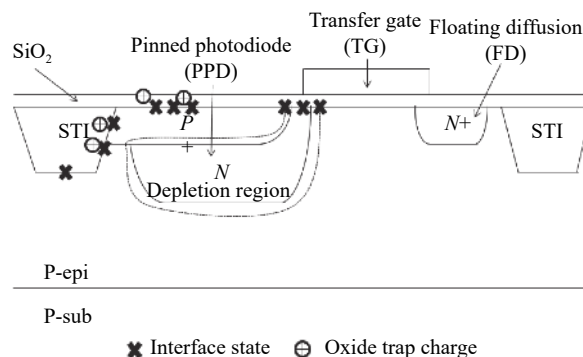 Transfer gate
(TG)
Floating diffusion
(FD)
Pinned photodiode
(PPD)
SiO2
STI
P
+
N
Depletion region
N+
STI
P-epi
P-sub
Interface state
Oxide trap charge